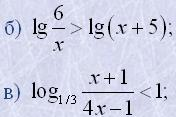 б) lg 6/x > lg(x + 5);
в) log_{1/3} (x + 1)/(4x − 1) < 1;